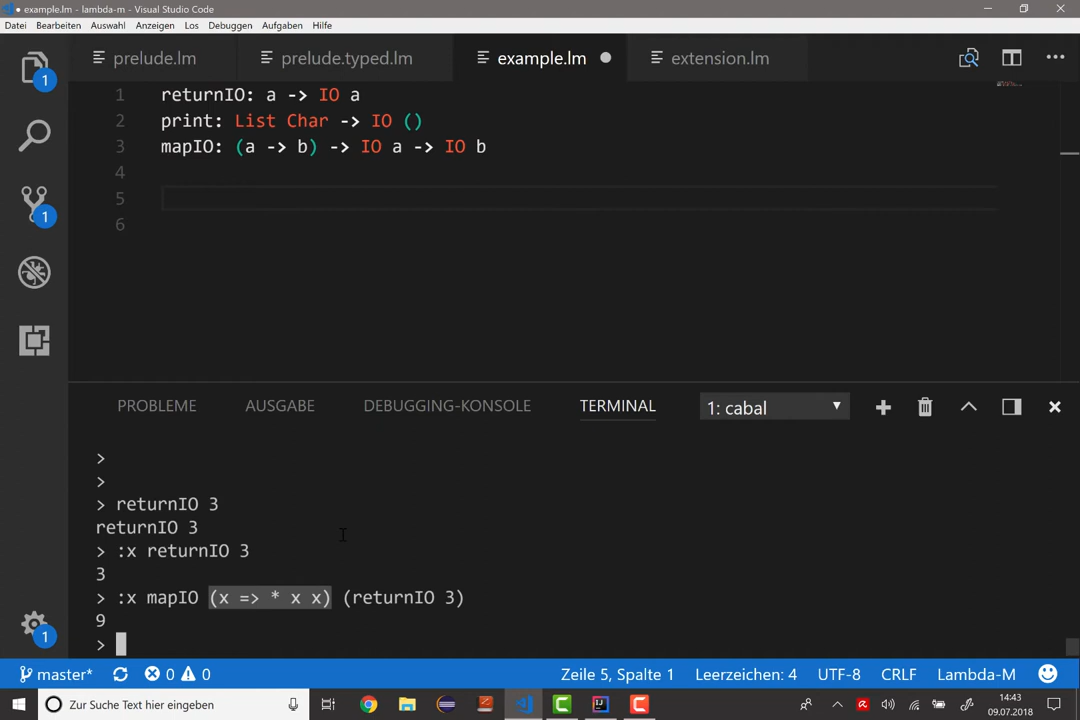 ● example.lm - lambda-m - Visual Studio Code
Datei Bearbeiten Auswahl Anzeigen Los Debuggen Aufgaben Hilfe
prelude.lm prelude.typed.lm example.lm extension.lm
1 returnIO: a -> IO a
2 print: List Char -> IO ()
3 mapIO: (a -> b) -> IO a -> IO b
4
5
6
1
1
1
PROBLEME AUSGABE DEBUGGING-KONSOLE TERMINAL 1: cabal
>
>
> returnIO 3
returnIO 3
> :x returnIO 3
3
> :x mapIO (x => * x x) (returnIO 3)
9
>
master* 0 0 Zeile 5, Spalte 1 Leerzeichen: 4 UTF-8 CRLF Lambda-M
Zur Suche Text hier eingeben
14:43
09.07.2018